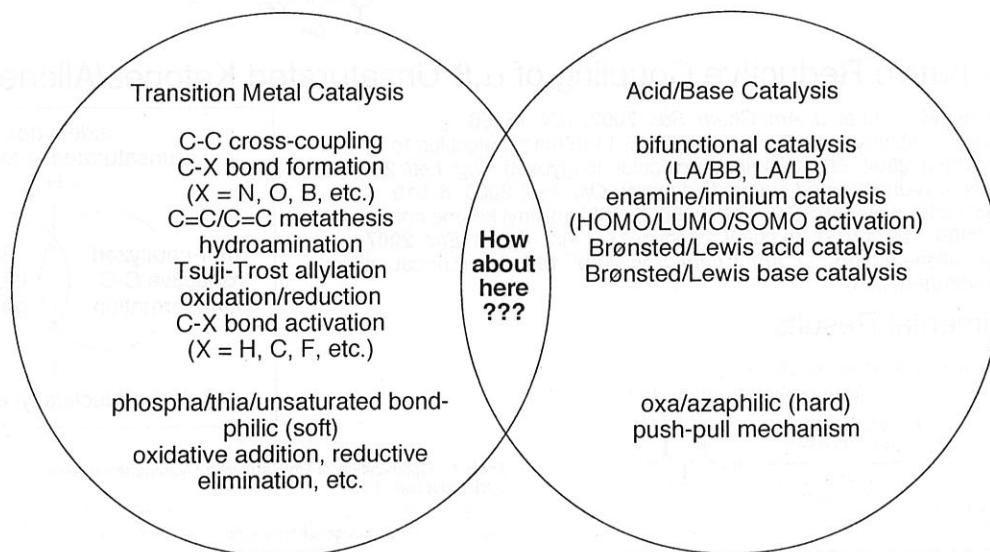 Transition Metal Catalysis
C-C cross-coupling
C-X bond formation
(X = N, O, B, etc.)
C=C/C=C metathesis
hydroamination
Tsuji-Trost allylation
oxidation/reduction
C-X bond activation
(X = H, C, F, etc.)
phospha/thia/unsaturated bond-
philic (soft)
oxidative addition, reductive
elimination, etc.
How
about
here
???
Acid/Base Catalysis
bifunctional catalysis
(LA/BB, LA/LB)
enamine/iminium catalysis
(HOMO/LUMO/SOMO activation)
Brønsted/Lewis acid catalysis
Brønsted/Lewis base catalysis
oxa/azaphilic (hard)
push-pull mechanism